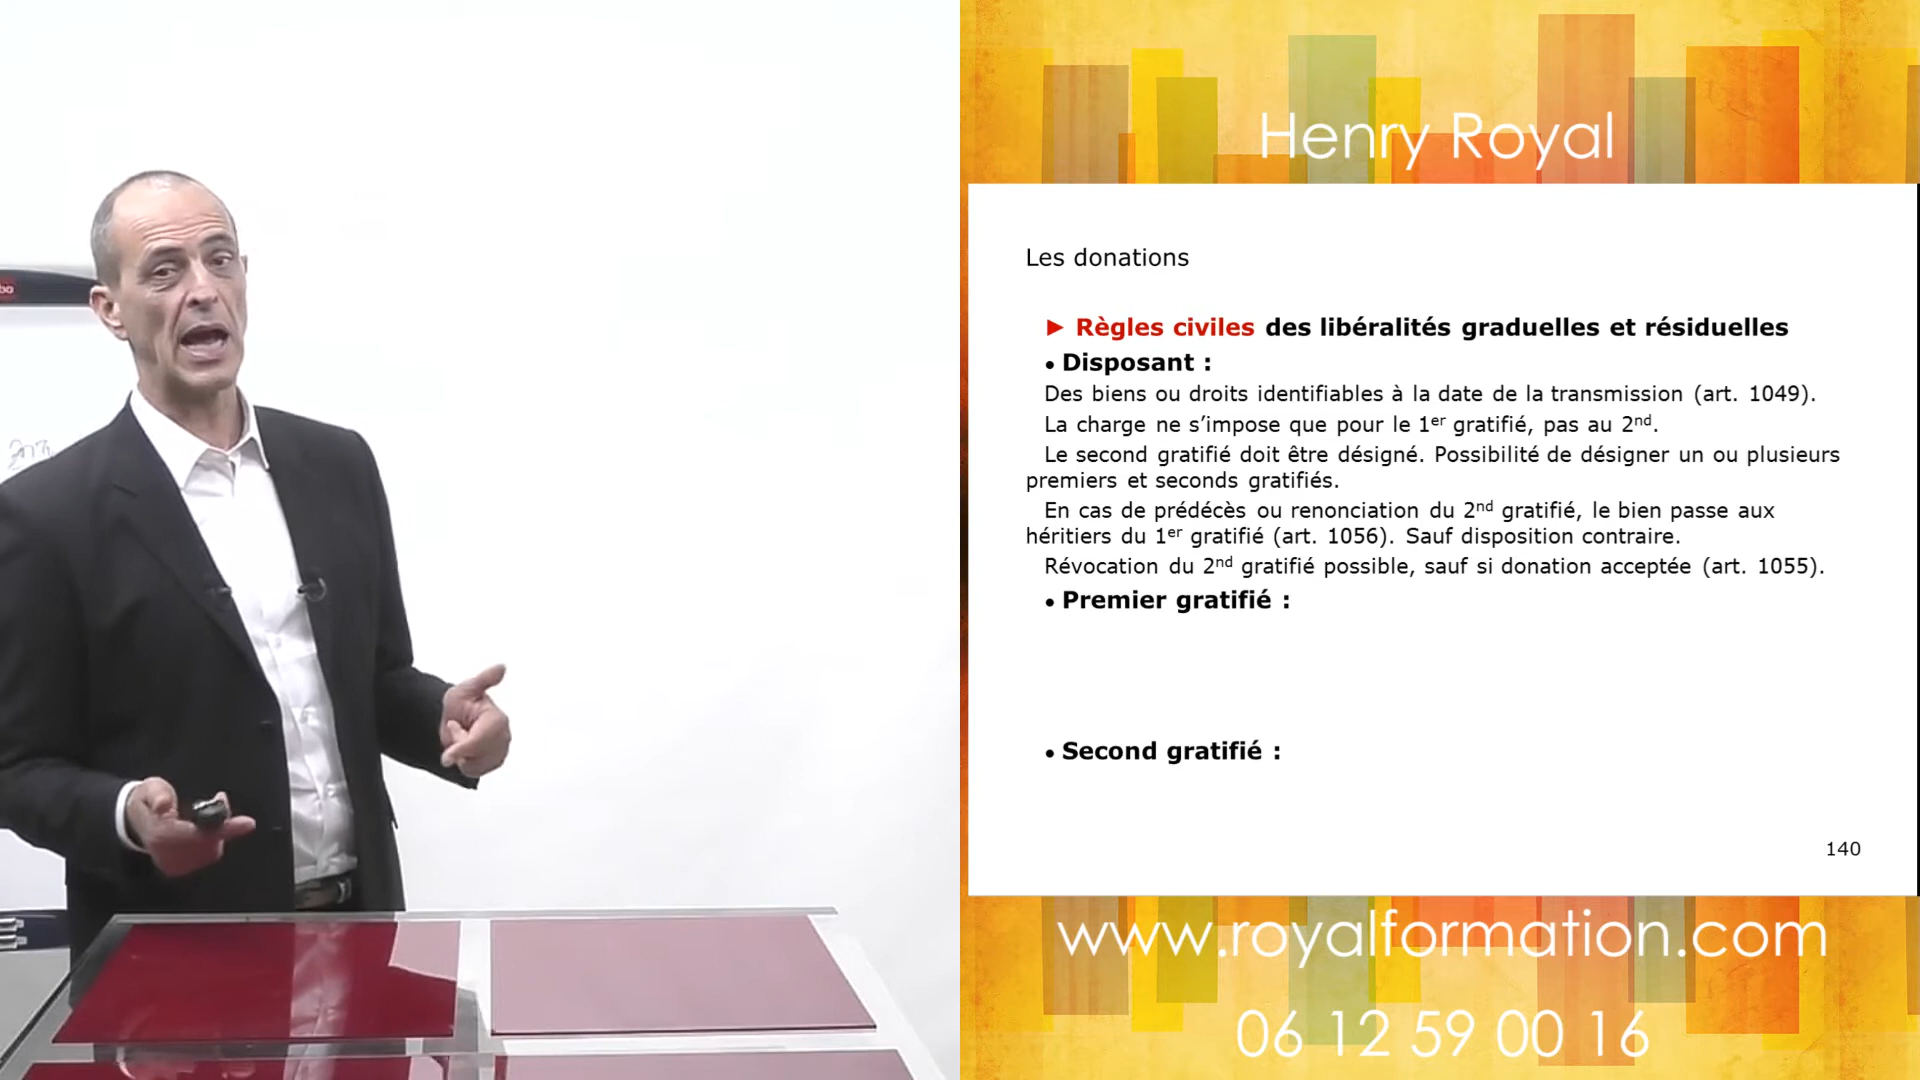 Henry Royal
Les donations
► Règles civiles des libéralités graduelles et résiduelles
• Disposant :
Des biens ou droits identifiables à la date de la transmission (art. 1049).
La charge ne s’impose que pour le 1er gratifié, pas au 2nd.
Le second gratifié doit être désigné. Possibilité de désigner un ou plusieurs
premiers et seconds gratifiés.
En cas de prédécès ou renonciation du 2nd gratifié, le bien passe aux
héritiers du 1er gratifié (art. 1056). Sauf disposition contraire.
Révocation du 2nd gratifié possible, sauf si donation acceptée (art. 1055).
• Premier gratifié :
• Second gratifié :
140
www.royalformation.com
06 12 59 00 16